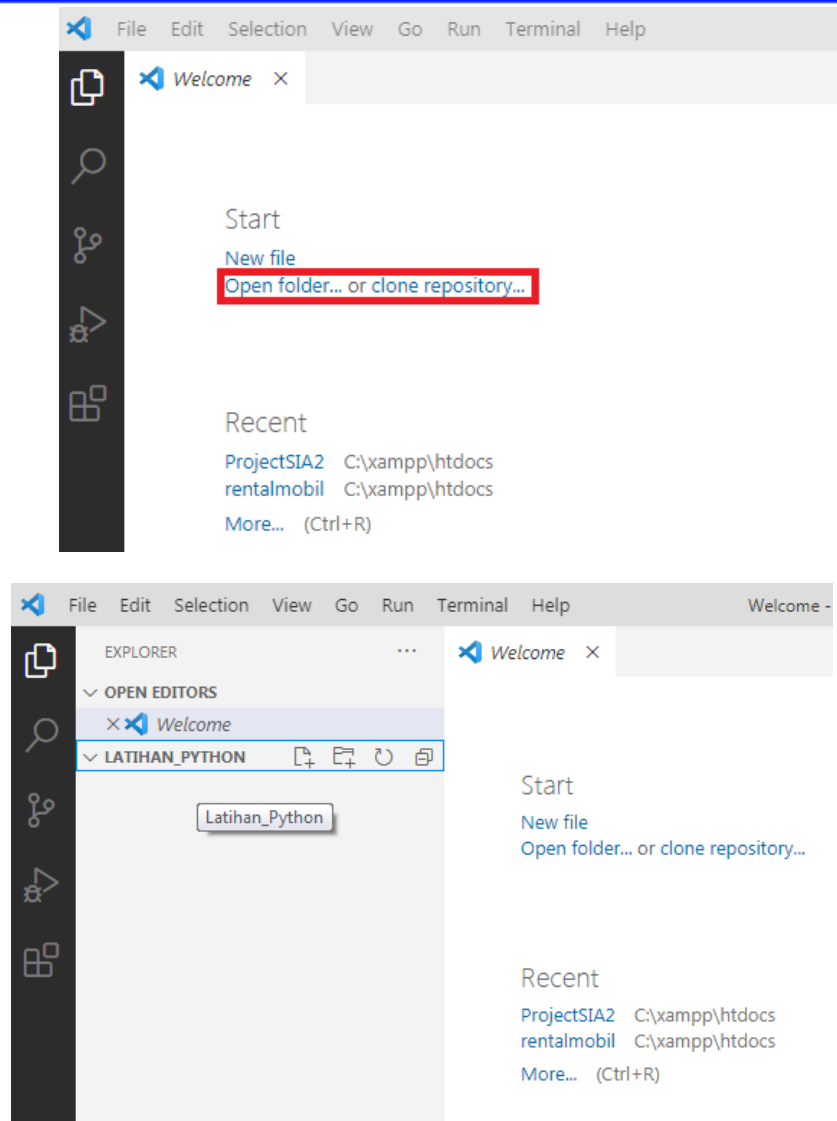 File Edit Selection View Go Run Terminal Help
Welcome
Start
New file
Open folder... or clone repository...
Recent
ProjectSIA2 C:\xampp\htdocs
rentalmobil C:\xampp\htdocs
More... (Ctrl+R)
File Edit Selection View Go Run Terminal Help Welcome -
EXPLORER ...
Welcome
OPEN EDITORS
Welcome
LATIHAN_PYTHON
Latihan_Python
Start
New file
Open folder... or clone repository...
Recent
ProjectSIA2 C:\xampp\htdocs
rentalmobil C:\xampp\htdocs
More... (Ctrl+R)